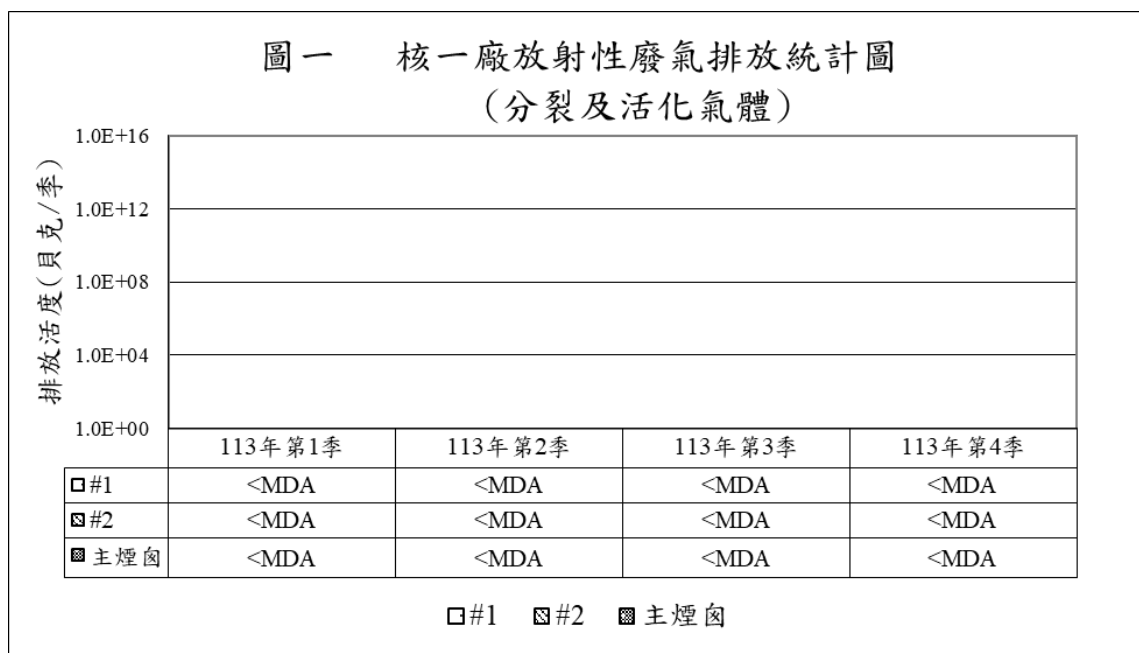 圖一 核一廠放射性廢氣排放統計圖
(分裂及活化氣體)
排放活度(貝克/季)
1.0E+16
1.0E+12
1.0E+08
1.0E+04
1.0E+00
113年第1季 113年第2季 113年第3季 113年第4季
#1 <MDA <MDA <MDA <MDA
#2 <MDA <MDA <MDA <MDA
主煙囪 <MDA <MDA <MDA <MDA
#1 #2 主煙囪